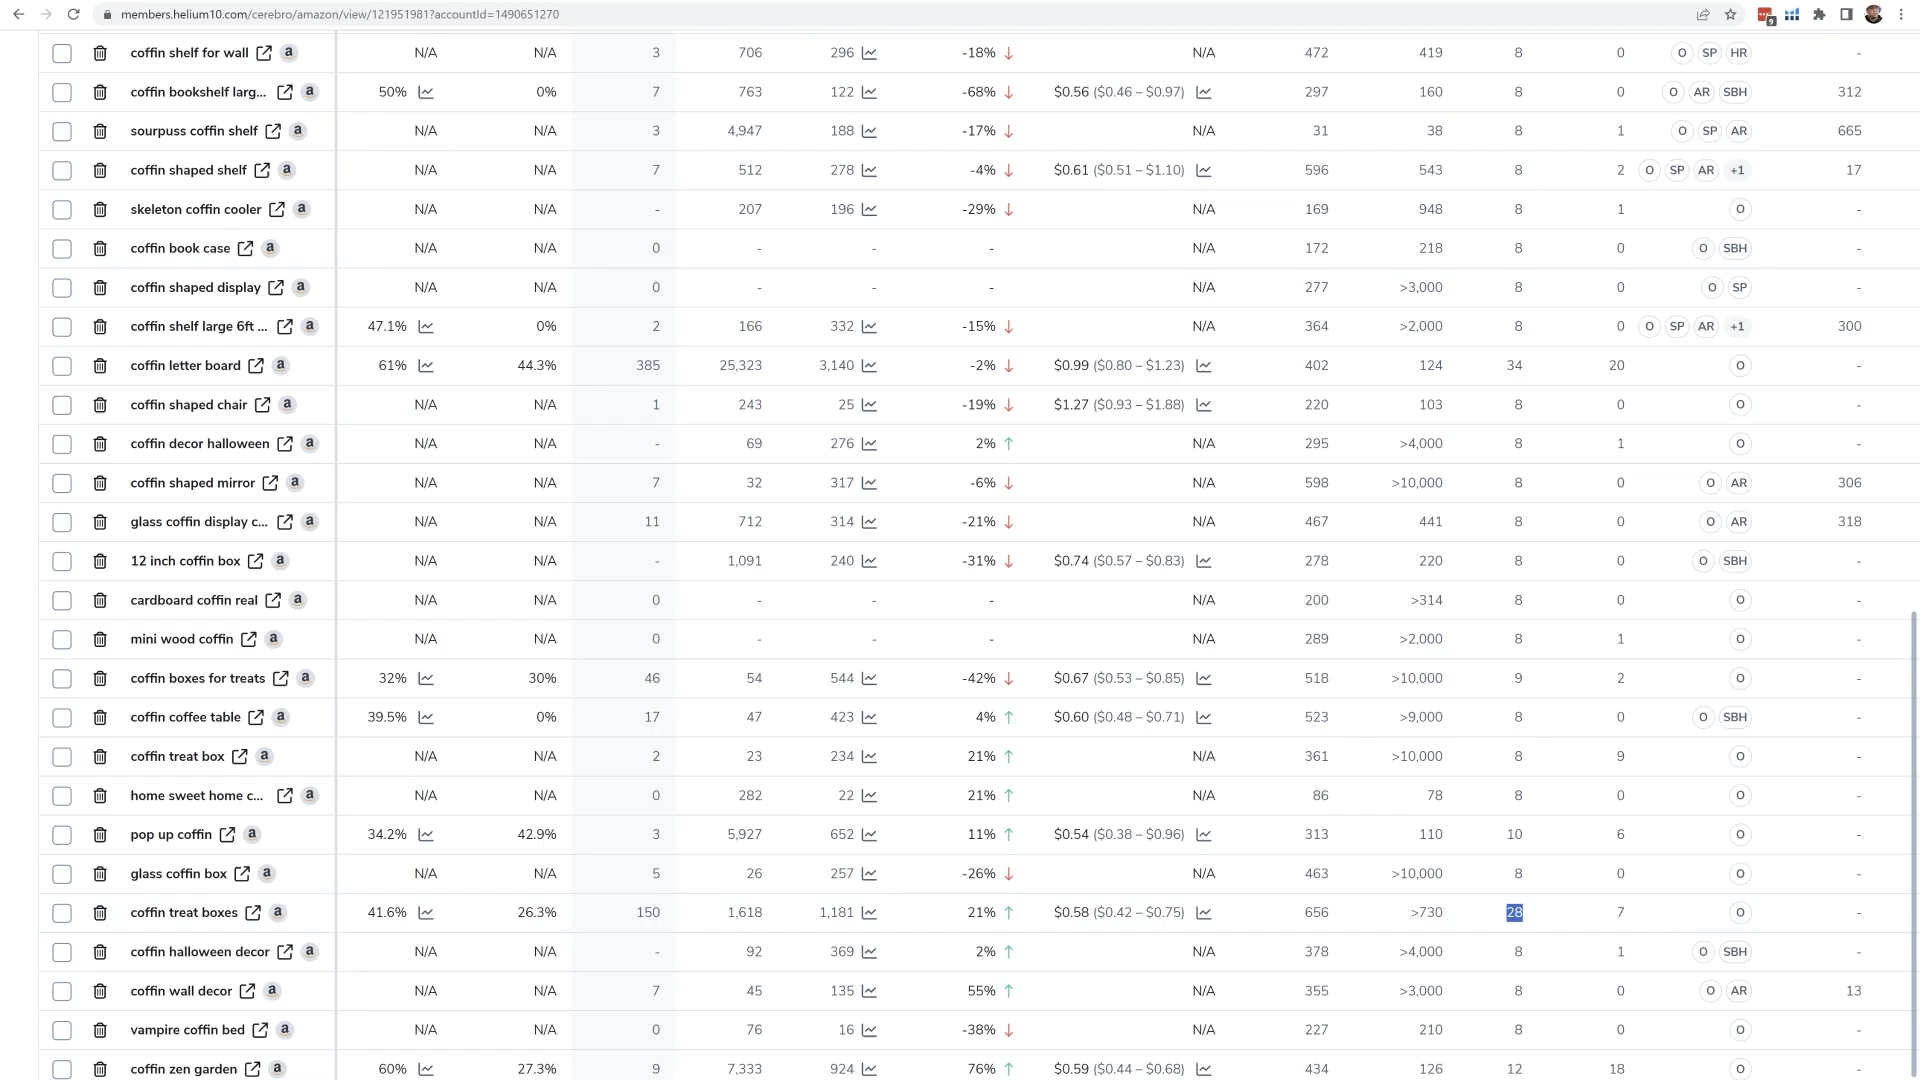 members.helium10.com/cerebro/amazon/view/121951981?accountId=1490651270
9
coffin shelf for wall a N/A N/A 3 706 296 -18% N/A 472 419 8 0 O SP HR -
coffin bookshelf larg... a 50% 0% 7 763 122 -68% $0.56 ($0.46 – $0.97) 297 160 8 0 O AR SBH 312
sourpuss coffin shelf a N/A N/A 3 4,947 188 -17% N/A 31 38 8 1 O SP AR 665
coffin shaped shelf a N/A N/A 7 512 278 -4% $0.61 ($0.51 – $1.10) 596 543 8 2 O SP AR +1 17
skeleton coffin cooler a N/A N/A - 207 196 -29% N/A 169 948 8 1 O -
coffin book case a N/A N/A 0 - - - N/A 172 218 8 0 O SBH -
coffin shaped display a N/A N/A 0 - - - N/A 277 >3,000 8 0 O SP -
coffin shelf large 6ft ... a 47.1% 0% 2 166 332 -15% N/A 364 >2,000 8 0 O SP AR +1 300
coffin letter board a 61% 44.3% 385 25,323 3,140 -2% $0.99 ($0.80 – $1.23) 402 124 34 20 O -
coffin shaped chair a N/A N/A 1 243 25 -19% $1.27 ($0.93 – $1.88) 220 103 8 0 O -
coffin decor halloween a N/A N/A - 69 276 2% N/A 295 >4,000 8 1 O -
coffin shaped mirror a N/A N/A 7 32 317 -6% N/A 598 >10,000 8 0 O AR 306
glass coffin display c... a N/A N/A 11 712 314 -21% N/A 467 441 8 0 O AR 318
12 inch coffin box a N/A N/A - 1,091 240 -31% $0.74 ($0.57 – $0.83) 278 220 8 0 O SBH -
cardboard coffin real a N/A N/A 0 - - - N/A 200 >314 8 0 O -
mini wood coffin a N/A N/A 0 - - - N/A 289 >2,000 8 1 O -
coffin boxes for treats a 32% 30% 46 54 544 -42% $0.67 ($0.53 – $0.85) 518 >10,000 9 2 O -
coffin coffee table a 39.5% 0% 17 47 423 4% $0.60 ($0.48 – $0.71) 523 >9,000 8 0 O SBH -
coffin treat box a N/A N/A 2 23 234 21% N/A 361 >10,000 8 9 O -
home sweet home c... a N/A N/A 0 282 22 21% N/A 86 78 8 0 O -
pop up coffin a 34.2% 42.9% 3 5,927 652 11% $0.54 ($0.38 – $0.96) 313 110 10 6 O -
glass coffin box a N/A N/A 5 26 257 -26% N/A 463 >10,000 8 0 O -
coffin treat boxes a 41.6% 26.3% 150 1,618 1,181 21% $0.58 ($0.42 – $0.75) 656 >730 28 7 O -
coffin halloween decor a N/A N/A - 92 369 2% N/A 378 >4,000 8 1 O SBH -
coffin wall decor a N/A N/A 7 45 135 55% N/A 355 >3,000 8 0 O AR 13
vampire coffin bed a N/A N/A 0 76 16 -38% N/A 227 210 8 0 O -
coffin zen garden a 60% 27.3% 9 7,333 924 76% $0.59 ($0.44 – $0.68) 434 126 12 18 O -